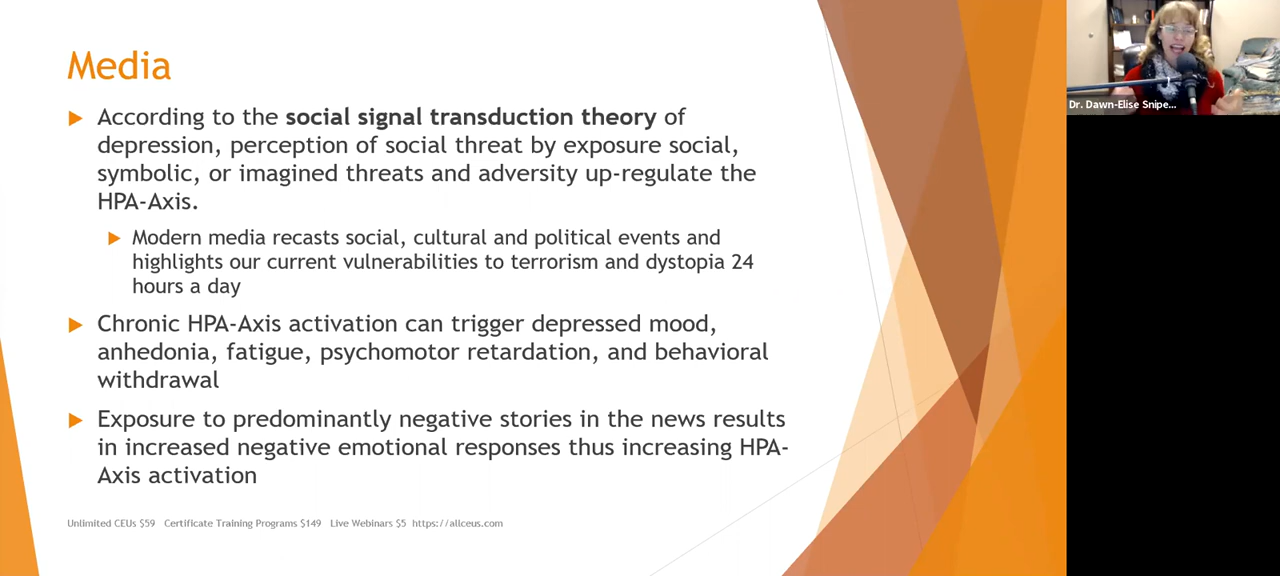 Media
According to the social signal transduction theory of
depression, perception of social threat by exposure social,
symbolic, or imagined threats and adversity up-regulate the
HPA-Axis.
Modern media recasts social, cultural and political events and
highlights our current vulnerabilities to terrorism and dystopia 24
hours a day
Chronic HPA-Axis activation can trigger depressed mood,
anhedonia, fatigue, psychomotor retardation, and behavioral
withdrawal
Exposure to predominantly negative stories in the news results
in increased negative emotional responses thus increasing HPA-
Axis activation
Unlimited CEUs $59 Certificate Training Programs $149 Live Webinars $5 https://allceus.com
Dr. Dawn-Elise Snipe...